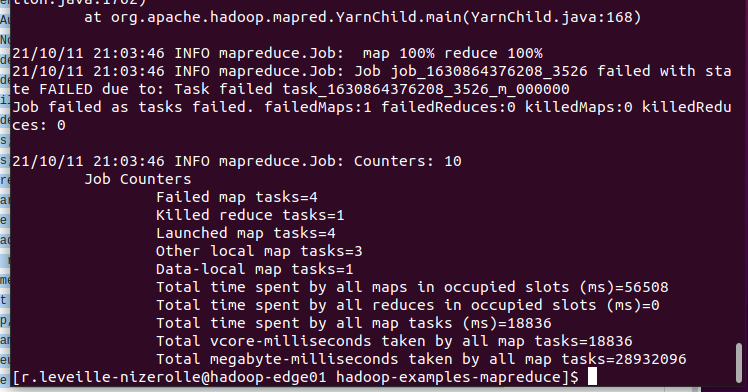 at org.apache.hadoop.mapred.YarnChild.main(YarnChild.java:168)

21/10/11 21:03:46 INFO mapreduce.Job:  map 100% reduce 100%
21/10/11 21:03:46 INFO mapreduce.Job: Job job_1630864376208_3526 failed with sta
te FAILED due to: Task failed task_1630864376208_3526_m_000000
Job failed as tasks failed. failedMaps:1 failedReduces:0 killedMaps:0 killedRedu
ces: 0

21/10/11 21:03:46 INFO mapreduce.Job: Counters: 10
        Job Counters
                Failed map tasks=4
                Killed reduce tasks=1
                Launched map tasks=4
                Other local map tasks=3
                Data-local map tasks=1
                Total time spent by all maps in occupied slots (ms)=56508
                Total time spent by all reduces in occupied slots (ms)=0
                Total time spent by all map tasks (ms)=18836
                Total vcore-milliseconds taken by all map tasks=18836
                Total megabyte-milliseconds taken by all map tasks=28932096
[r.leveille-nizerolle@hadoop-edge01 hadoop-examples-mapreduce]$